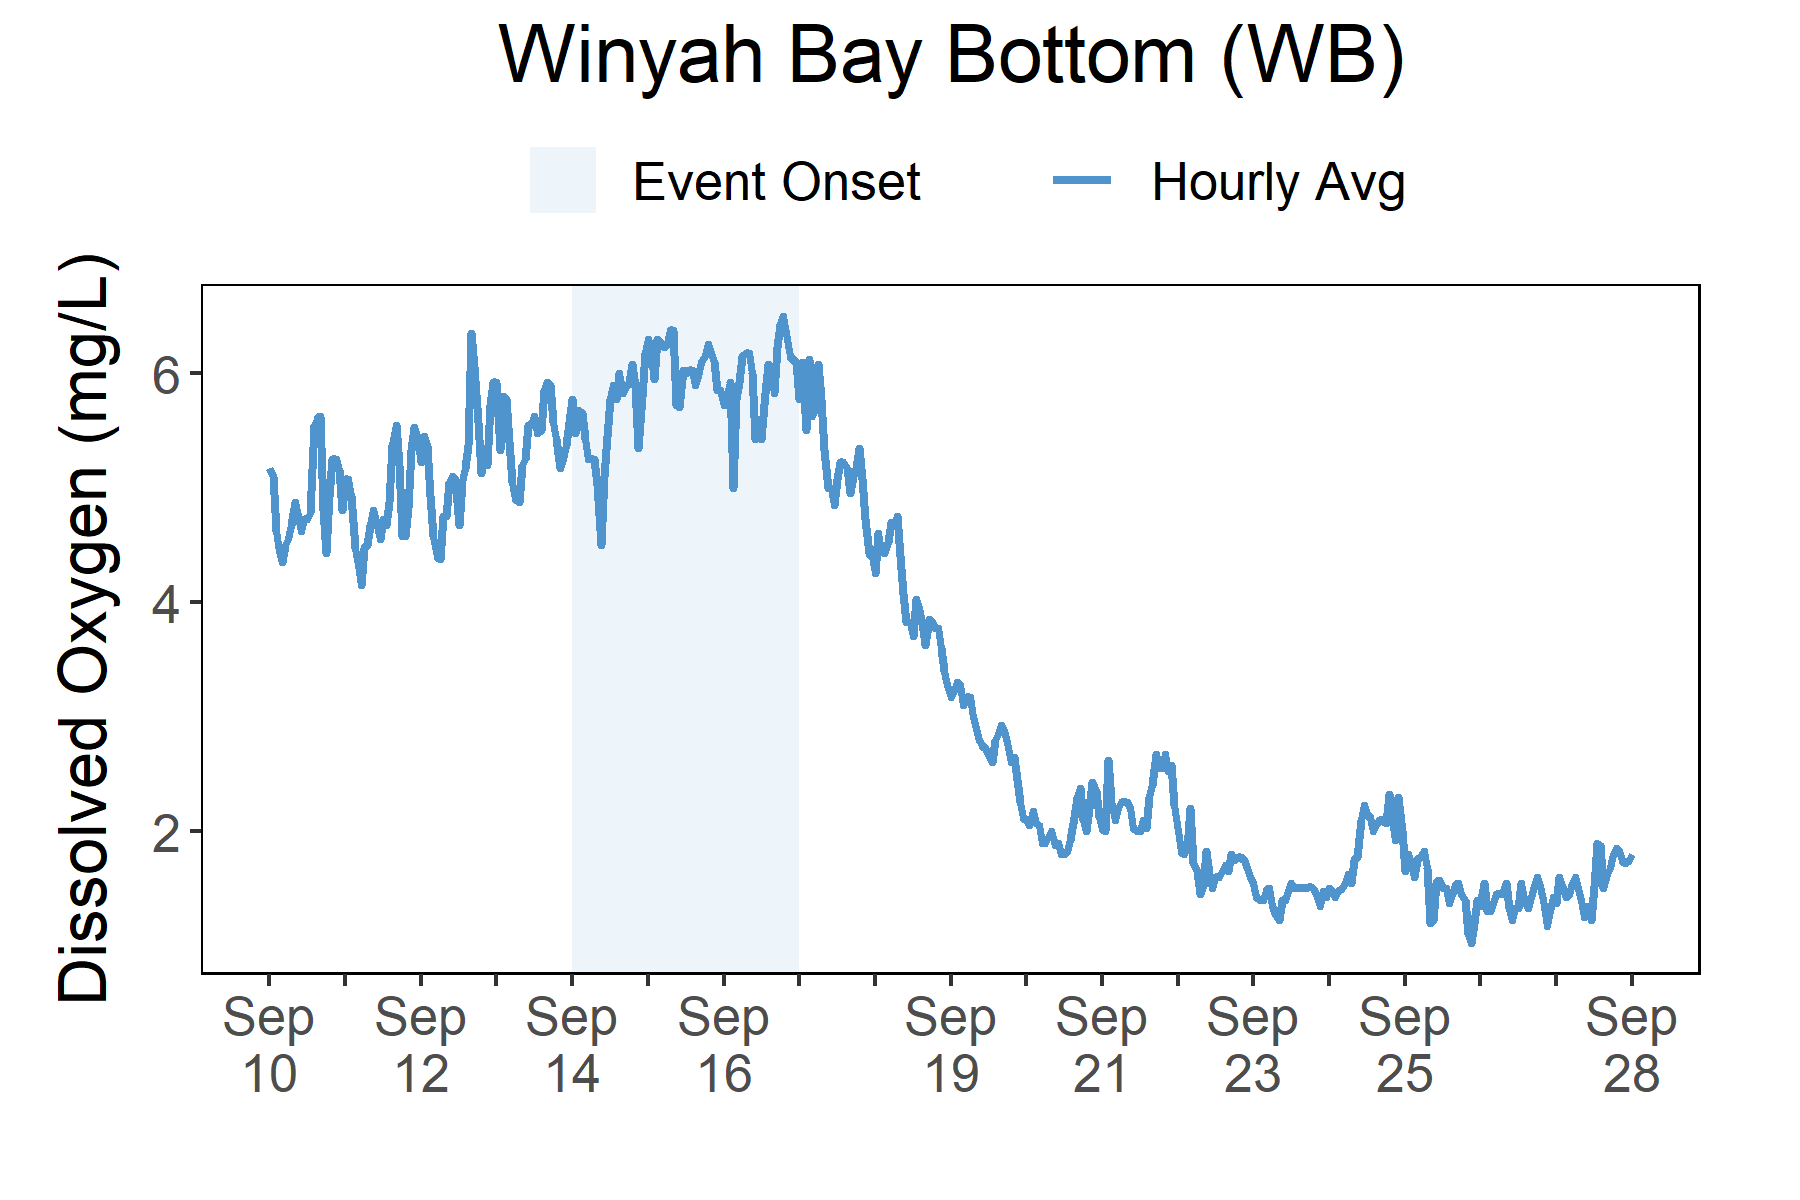 Winyah Bay Bottom (WB)
Event Onset
Hourly Avg
Dissolved Oxygen (mg/L)
6
4
2
Sep 10
Sep 12
Sep 14
Sep 16
Sep 19
Sep 21
Sep 23
Sep 25
Sep 28